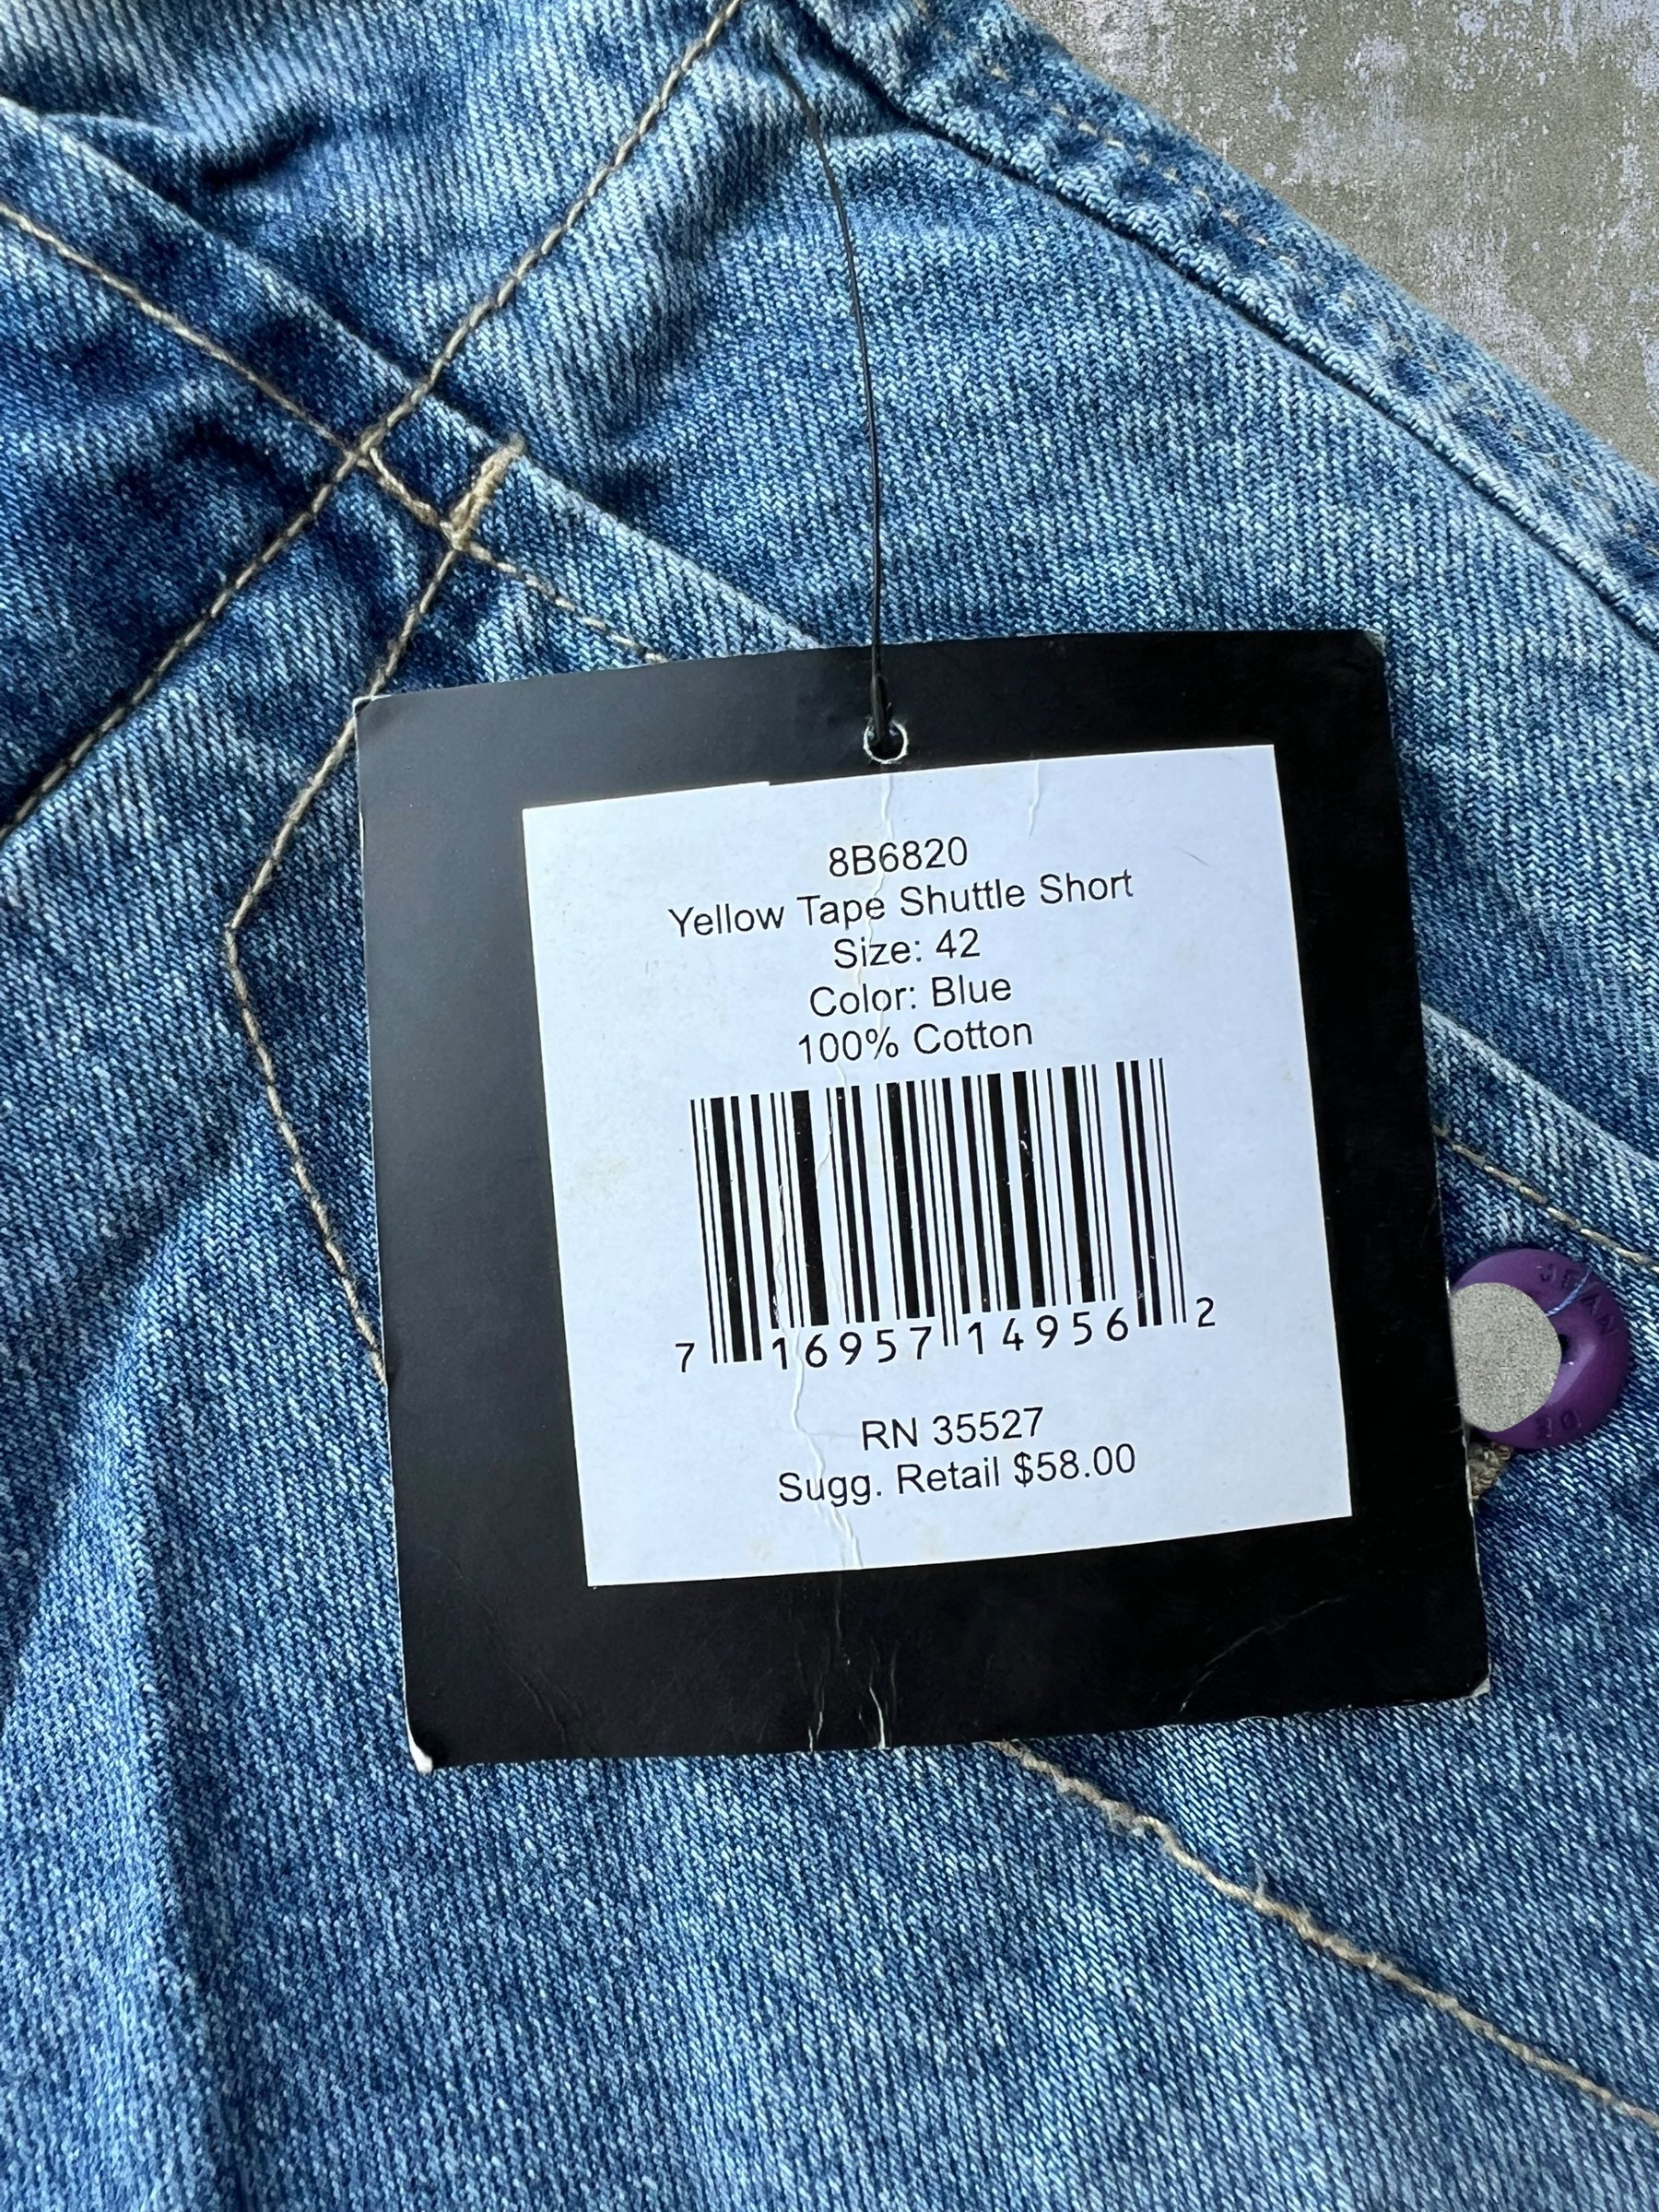 8B6820
Yellow Tape Shuttle Short
Size: 42
Color: Blue
100% Cotton
7 16957 14956 2
RN 35527
Sugg. Retail $58.00